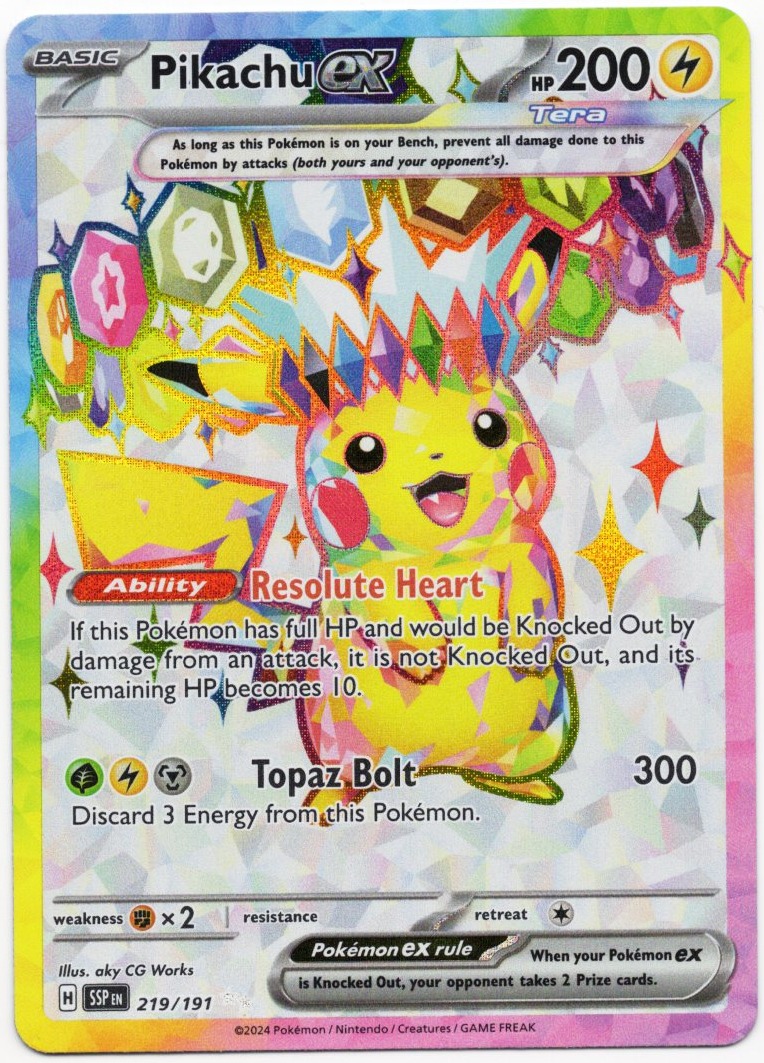 BASIC Pikachu ex HP 200
Tera
As long as this Pokémon is on your Bench, prevent all damage done to this
Pokémon by attacks (both yours and your opponent's).
Ability Resolute Heart
If this Pokémon has full HP and would be Knocked Out by
damage from an attack, it is not Knocked Out, and its
remaining HP becomes 10.
Topaz Bolt 300
Discard 3 Energy from this Pokémon.
weakness ×2 resistance retreat
Pokémon ex rule When your Pokémon ex
is Knocked Out, your opponent takes 2 Prize cards.
Illus. aky CG Works
H SSP EN 219/191
©2024 Pokémon / Nintendo / Creatures / GAME FREAK